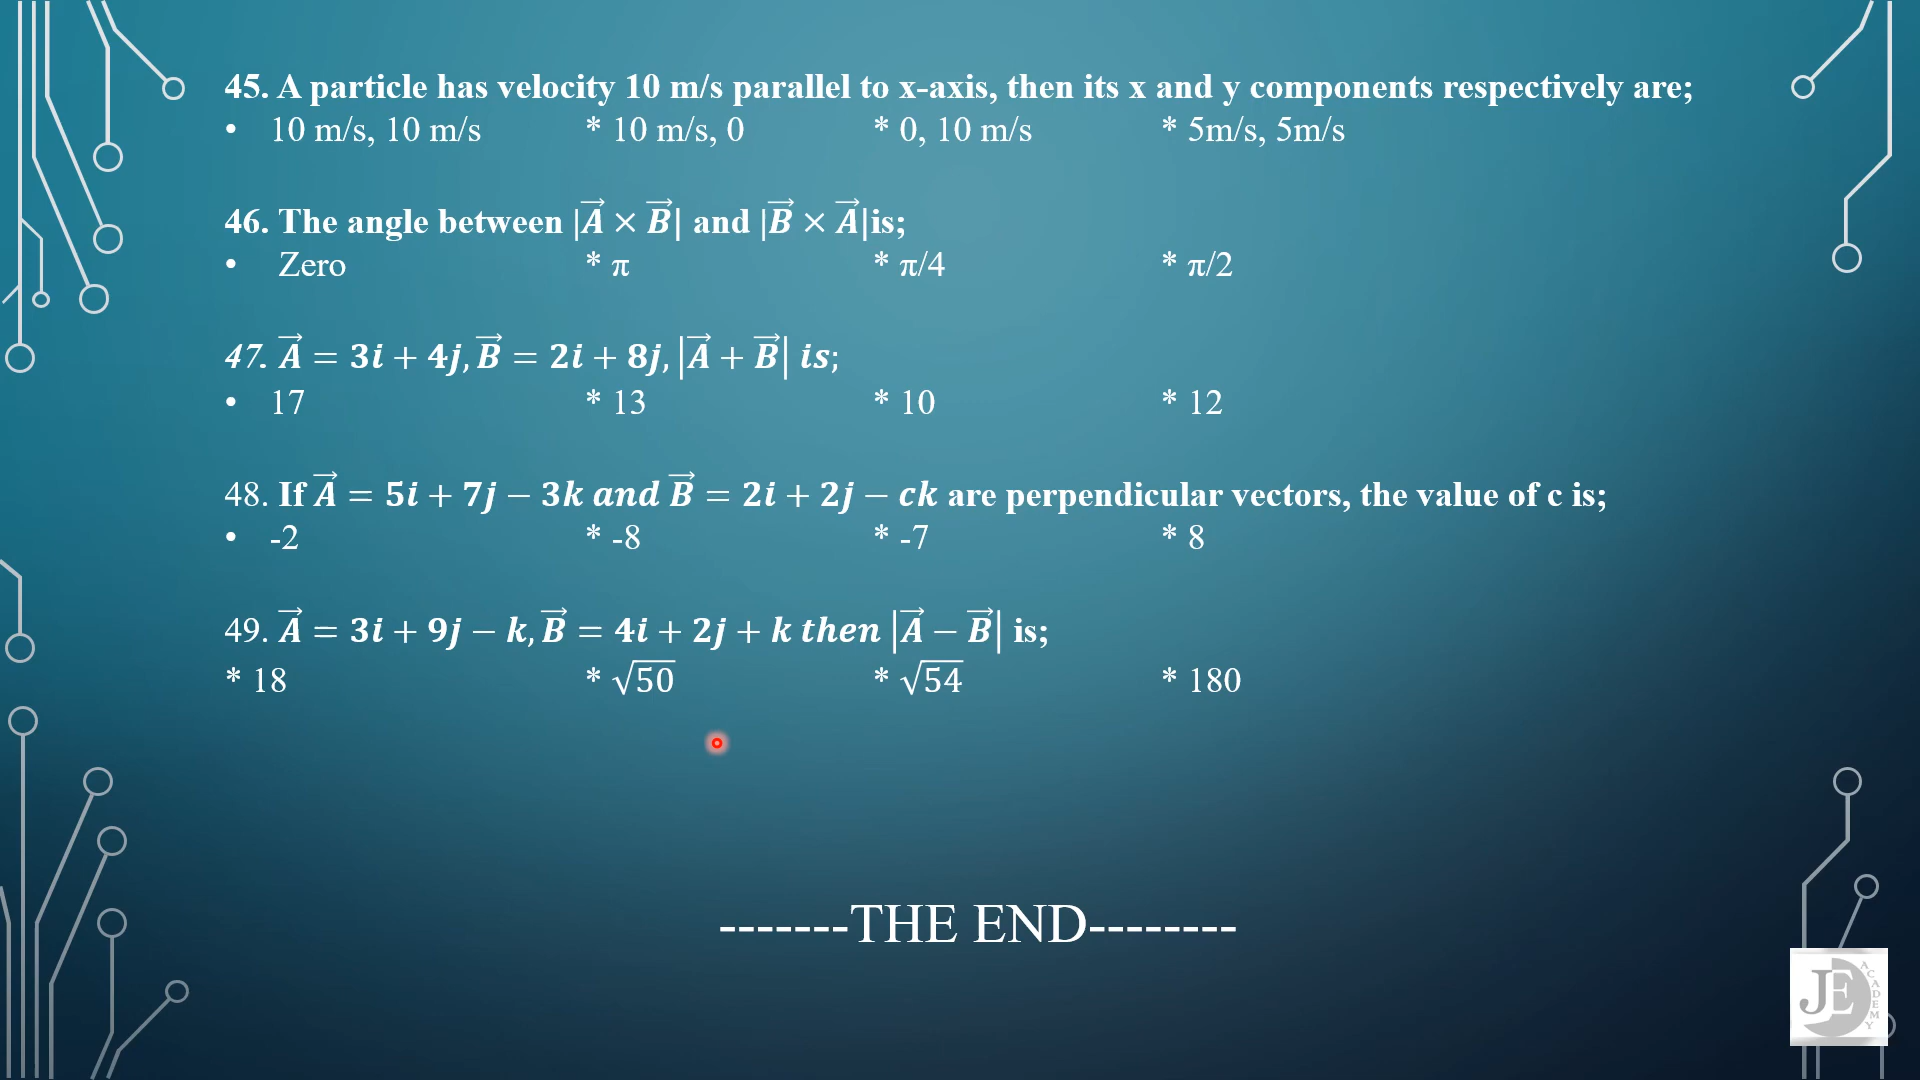 45. A particle has velocity 10 m/s parallel to x-axis, then its x and y components respectively are;
• 10 m/s, 10 m/s * 10 m/s, 0 * 0, 10 m/s * 5m/s, 5m/s
46. The angle between |A⃗ × B⃗| and |B⃗ × A⃗|is;
• Zero * π * π/4 * π/2
47. A⃗ = 3i + 4j, B⃗ = 2i + 8j, |A⃗ + B⃗| is;
• 17 * 13 * 10 * 12
48. If A⃗ = 5i + 7j − 3k and B⃗ = 2i + 2j − ck are perpendicular vectors, the value of c is;
• -2 * -8 * -7 * 8
49. A⃗ = 3i + 9j − k, B⃗ = 4i + 2j + k then |A⃗ − B⃗| is;
* 18 * √50 * √54 * 180
-------THE END--------
JE ACADEMY